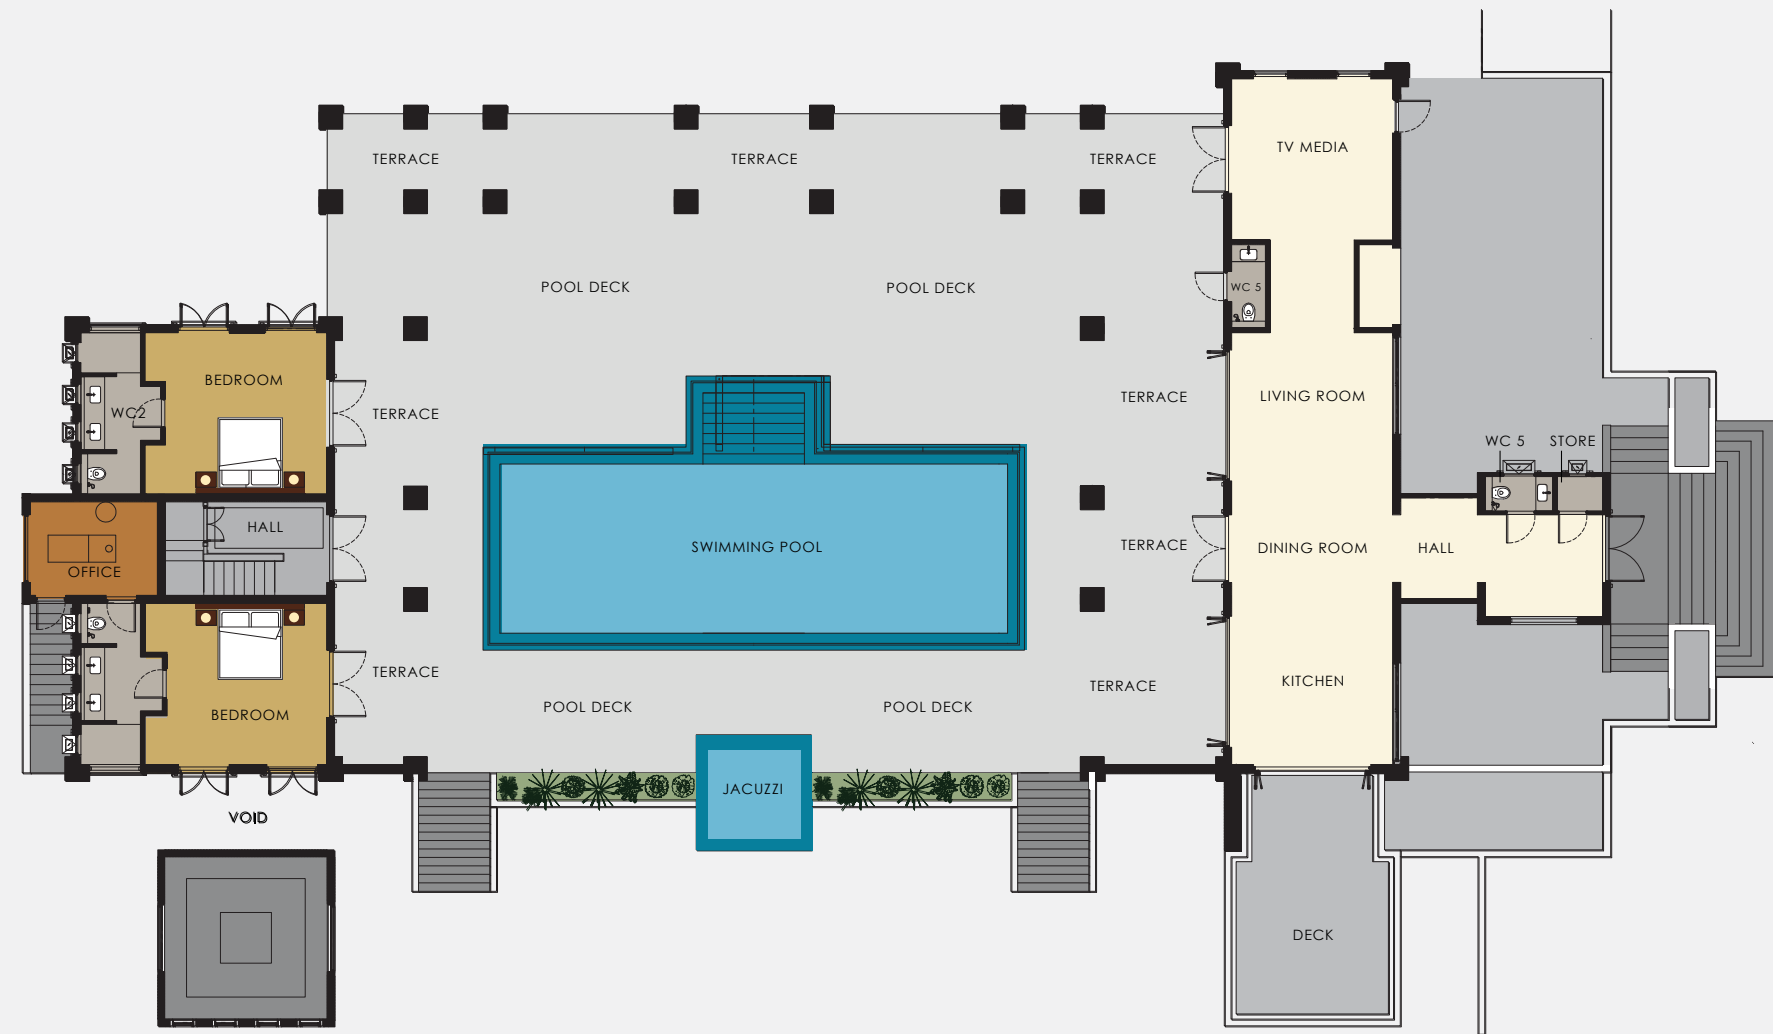 TV MEDIA
TERRACE
TERRACE
TERRACE
POOL DECK
POOL DECK
WC 5
BEDROOM
LIVING ROOM
TERRACE
WC2
TERRACE
WC 5
STORE
HALL
SWIMMING POOL
TERRACE
DINING ROOM
HALL
OFFICE
TERRACE
KITCHEN
TERRACE
BEDROOM
POOL DECK
POOL DECK
JACUZZI
VOID
DECK